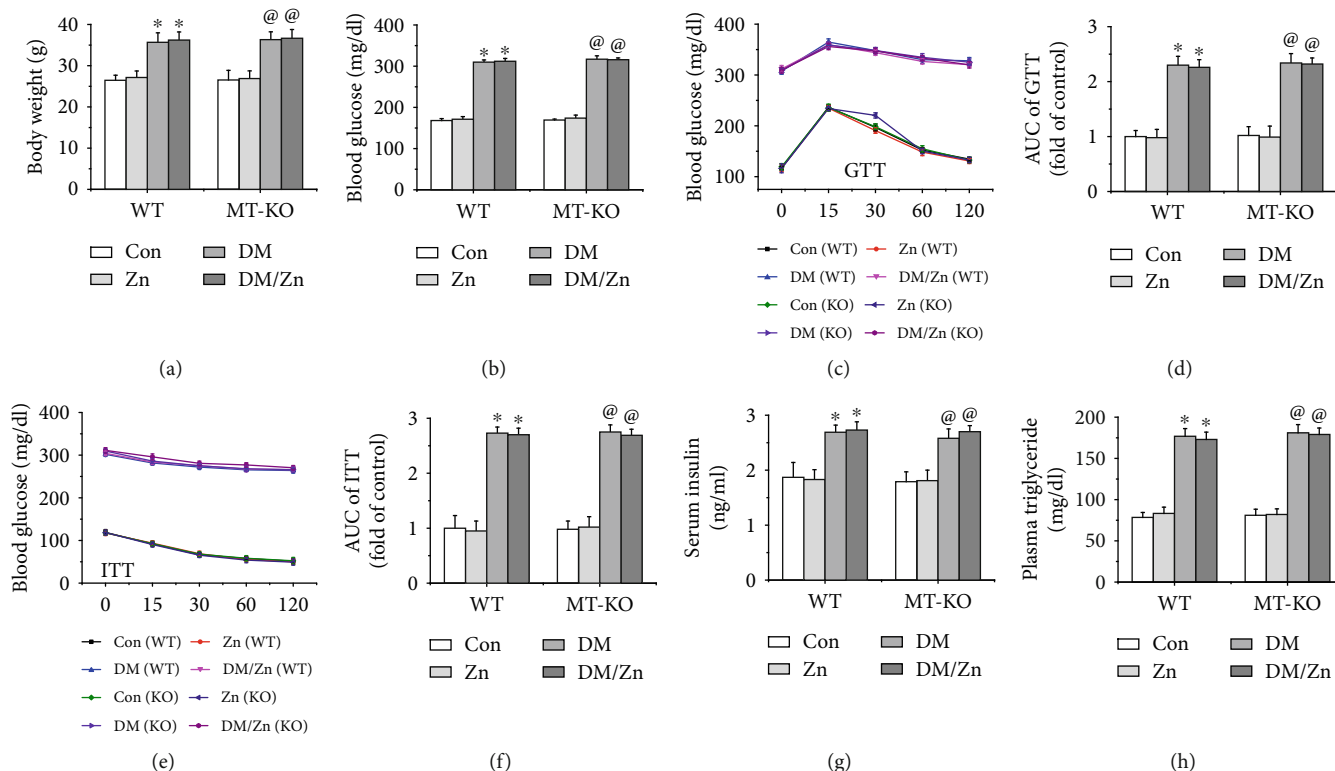 Body weight (g)
40
30
20
10
0
* *
@ @
WT MT-KO
Con DM
Zn DM/Zn
(a)
Blood glucose (mg/dl)
400
300
200
100
0
* *
@ @
WT MT-KO
Con DM
Zn DM/Zn
(b)
Blood glucose (mg/dl)
400
300
200
100
GTT
0 15 30 60 120
Con (WT) Zn (WT)
DM (WT) DM/Zn (WT)
Con (KO) Zn (KO)
DM (KO) DM/Zn (KO)
(c)
AUC of GTT
(fold of control)
3
2
1
0
* *
@ @
WT MT-KO
Con DM
Zn DM/Zn
(d)
Blood glucose (mg/dl)
400
300
200
100
0
ITT
0 15 30 60 120
Con (WT) Zn (WT)
DM (WT) DM/Zn (WT)
Con (KO) Zn (KO)
DM (KO) DM/Zn (KO)
(e)
AUC of ITT
(fold of control)
3
2
1
0
* *
@ @
WT MT-KO
Con DM
Zn DM/Zn
(f)
Serum insulin
(ng/ml)
3
2
1
0
* *
@ @
WT MT-KO
Con DM
Zn DM/Zn
(g)
Plasma triglyceride
(mg/dl)
200
175
150
125
100
75
50
25
0
* *
@ @
WT MT-KO
Con DM
Zn DM/Zn
(h)